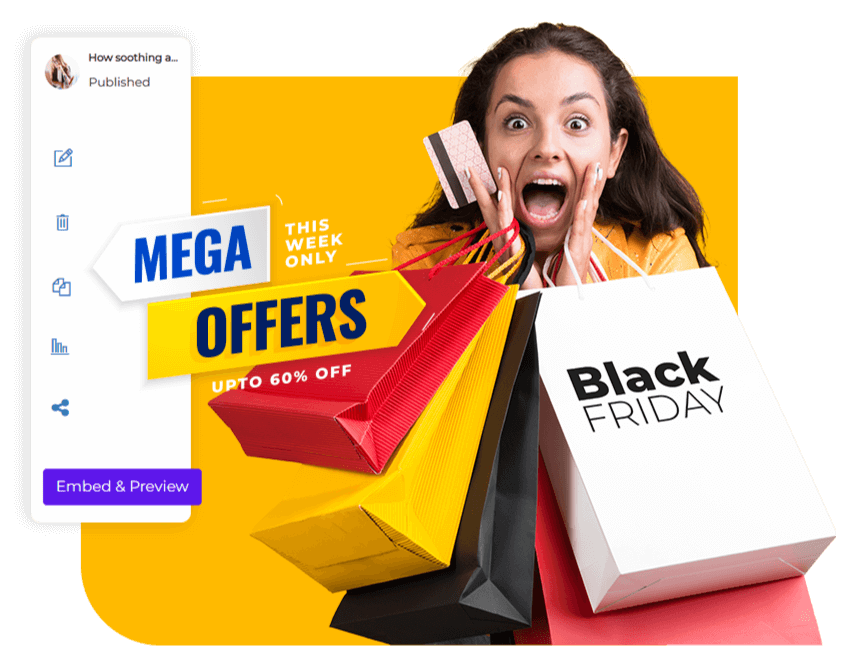 How soothing a...
Published
MEGA
THIS
WEEK
ONLY
OFFERS
UPTO 60% OFF
Black
FRIDAY
Embed & Preview